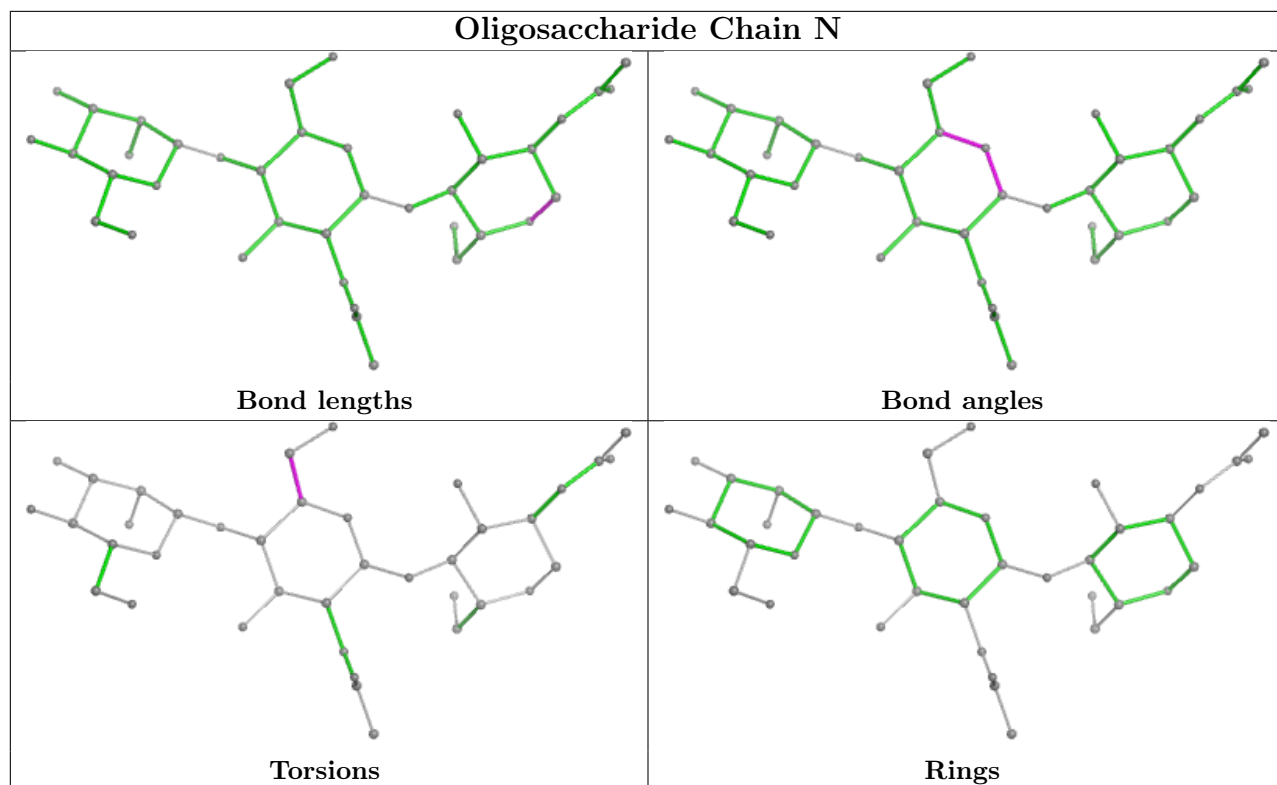 Oligosaccharide Chain N
Bond lengths
Bond angles
Torsions
Rings